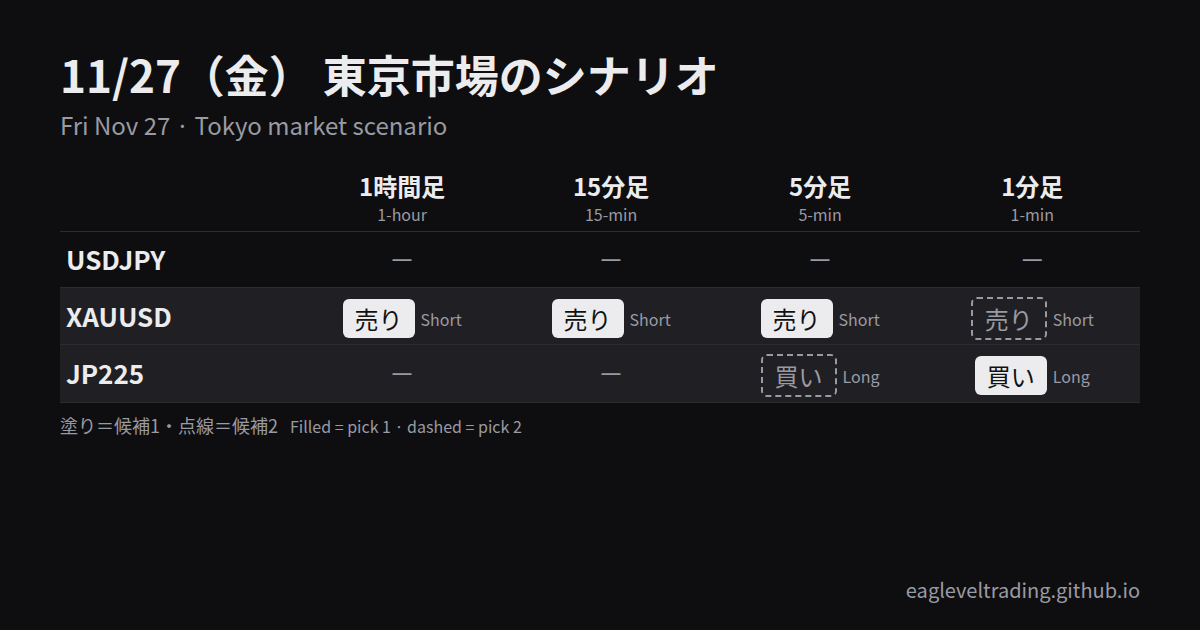 11/27（金） 東京市場のシナリオ
Fri Nov 27 · Tokyo market scenario
1時間足 15分足 5分足 1分足
1-hour 15-min 5-min 1-min
USDJPY — — — —
XAUUSD 売り Short 売り Short 売り Short 売り Short
JP225 — — 買い Long 買い Long
塗り＝候補1・点線＝候補2 Filled = pick 1 · dashed = pick 2
eagleveltrading.github.io